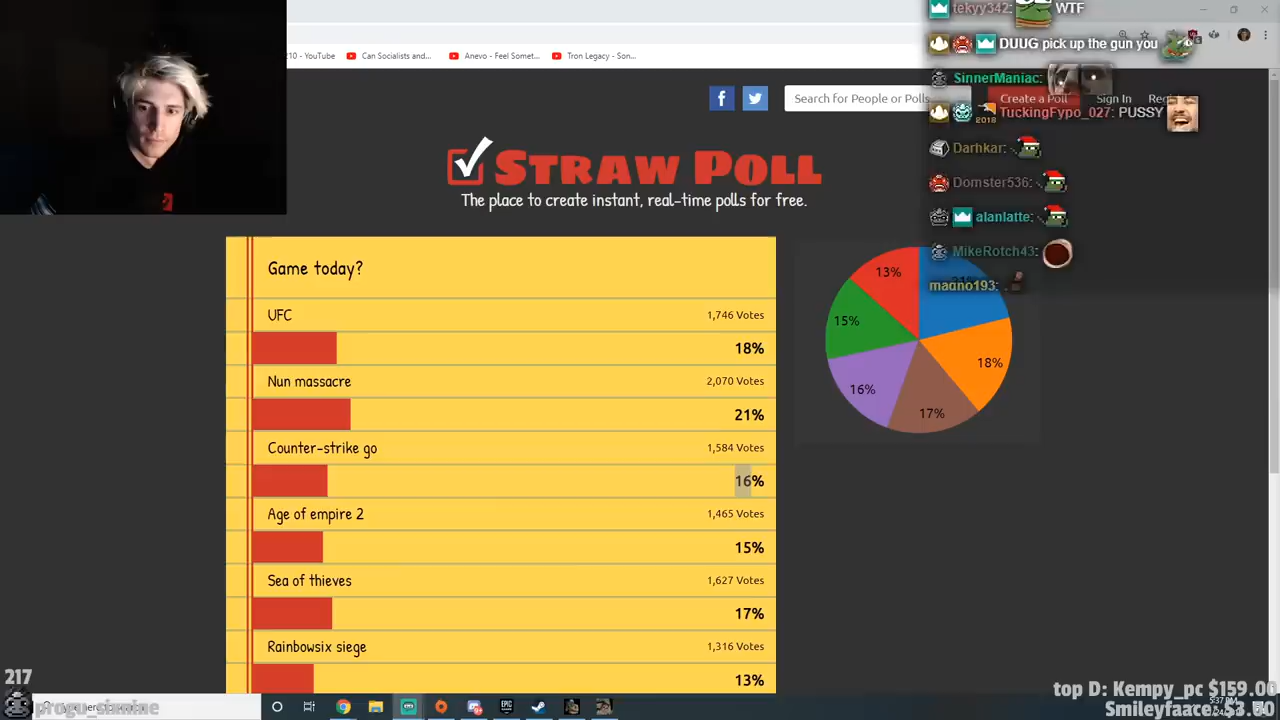 tekyy342: WTF
10 - YouTube Can Socialists and... Anevo - Feel Somet... Tron Legacy - Son...
DUUG pick up the gun you
SinnerManiac:
Search for People or Polls
Create a Poll Sign In
2018 TuckingFypo_027: PUSSY
Darhkar:
STRAW POLL
Domster536:
The place to create instant, real-time polls for free.
alanlatte:
MikeRotch43:
magno193:
Game today?
UFC 1,746 Votes
18%
Nun massacre 2,070 Votes
21%
Counter-strike go 1,584 Votes
16%
Age of empire 2 1,465 Votes
15%
Sea of thieves 1,627 Votes
17%
Rainbowsix siege 1,316 Votes
13%
13%
15%
18%
16%
17%
217
top D: Kempy_pc $159.00
Smileyfaace: $3.00